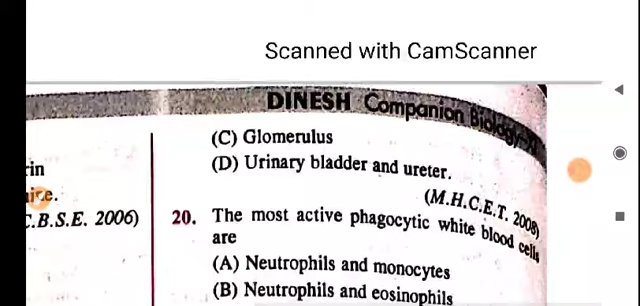 Scanned with CamScanner
DINESH Companion Biology-XI
(C) Glomerulus
(D) Urinary bladder and ureter.
(M.H.C.E.T. 2008)
.B.S.E. 2006)
20. The most active phagocytic white blood cells
are
(A) Neutrophils and monocytes
(B) Neutrophils and eosinophils